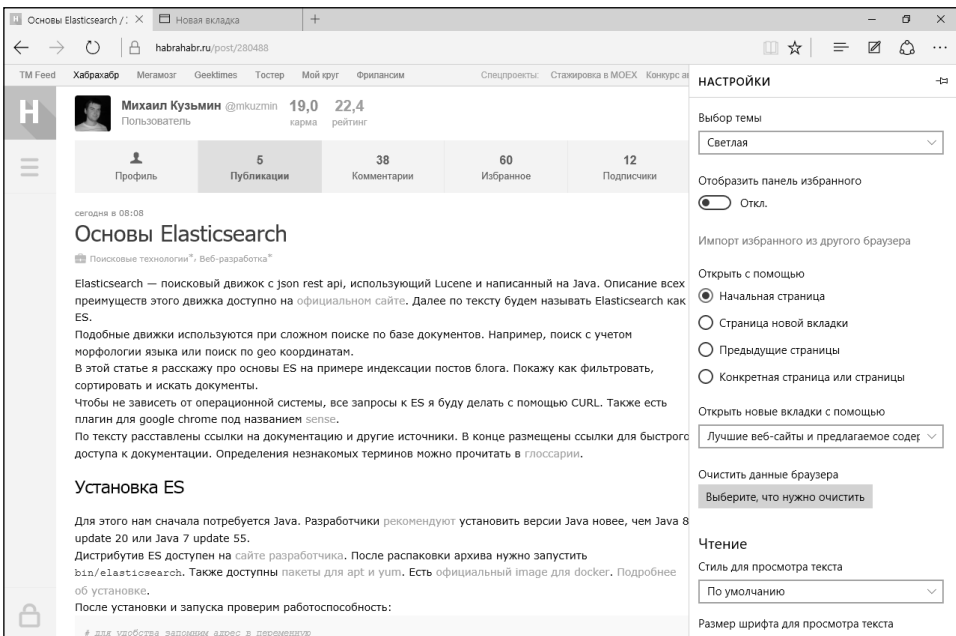 Основы Elasticsearch / :
Новая вкладка
habrahabr.ru/post/280488
TM Feed Хабрахабр Мегамозг Geektimes Тостер Мой круг Фрилансим Спецпроекты: Стажировка в MOEX Конкурс
H
Михаил Кузьмин @mkuzmin 19,0 22,4
Пользователь карма рейтинг
5 38 60 12
Профиль Публикации Комментарии Избранное Подписчики
сегодня в 08:08
Основы Elasticsearch
Поисковые технологии*, Веб-разработка*
Elasticsearch — поисковый движок с json rest api, использующий Lucene и написанный на Java. Описание всех
преимуществ этого движка доступно на официальном сайте. Далее по тексту будем называть Elasticsearch как
ES.
Подобные движки используются при сложном поиске по базе документов. Например, поиск с учетом
морфологии языка или поиск по geo координатам.
В этой статье я расскажу про основы ES на примере индексации постов блога. Покажу как фильтровать,
сортировать и искать документы.
Чтобы не зависеть от операционной системы, все запросы к ES я буду делать с помощью CURL. Также есть
плагин для google chrome под названием sense.
По тексту расставлены ссылки на документацию и другие источники. В конце размещены ссылки для быстрого
доступа к документации. Определения незнакомых терминов можно прочитать в глоссарии.
Установка ES
Для этого нам сначала потребуется Java. Разработчики рекомендуют установить версии Java новее, чем Java 8
update 20 или Java 7 update 55.
Дистрибутив ES доступен на сайте разработчика. После распаковки архива нужно запустить
bin/elasticsearch. Также доступны пакеты для apt и yum. Есть официальный image для docker. Подробнее
об установке.
После установки и запуска проверим работоспособность:
# для удобства запомним адрес в переменную
НАСТРОЙКИ
Выбор темы
Светлая
Отобразить панель избранного
Откл.
Импорт избранного из другого браузера
Открыть с помощью
Начальная страница
Страница новой вкладки
Предыдущие страницы
Конкретная страница или страницы
Открыть новые вкладки с помощью
Лучшие веб-сайты и предлагаемое содер
Очистить данные браузера
Выберите, что нужно очистить
Чтение
Стиль для просмотра текста
По умолчанию
Размер шрифта для просмотра текста